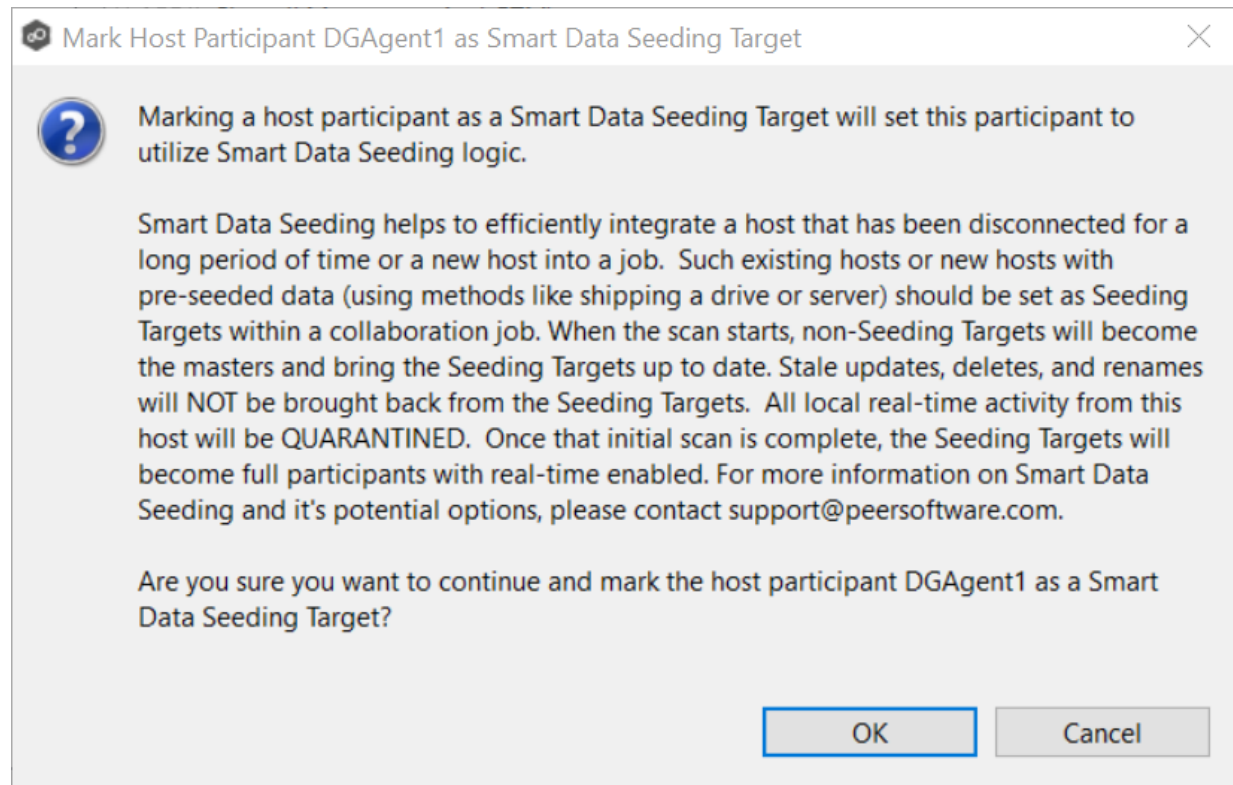 Mark Host Participant DGAgent1 as Smart Data Seeding Target
Marking a host participant as a Smart Data Seeding Target will set this participant to
utilize Smart Data Seeding logic.
Smart Data Seeding helps to efficiently integrate a host that has been disconnected for a
long period of time or a new host into a job.  Such existing hosts or new hosts with
pre-seeded data (using methods like shipping a drive or server) should be set as Seeding
Targets within a collaboration job. When the scan starts, non-Seeding Targets will become
the masters and bring the Seeding Targets up to date. Stale updates, deletes, and renames
will NOT be brought back from the Seeding Targets.  All local real-time activity from this
host will be QUARANTINED.  Once that initial scan is complete, the Seeding Targets will
become full participants with real-time enabled. For more information on Smart Data
Seeding and it's potential options, please contact support@peersoftware.com.
Are you sure you want to continue and mark the host participant DGAgent1 as a Smart
Data Seeding Target?
OK
Cancel